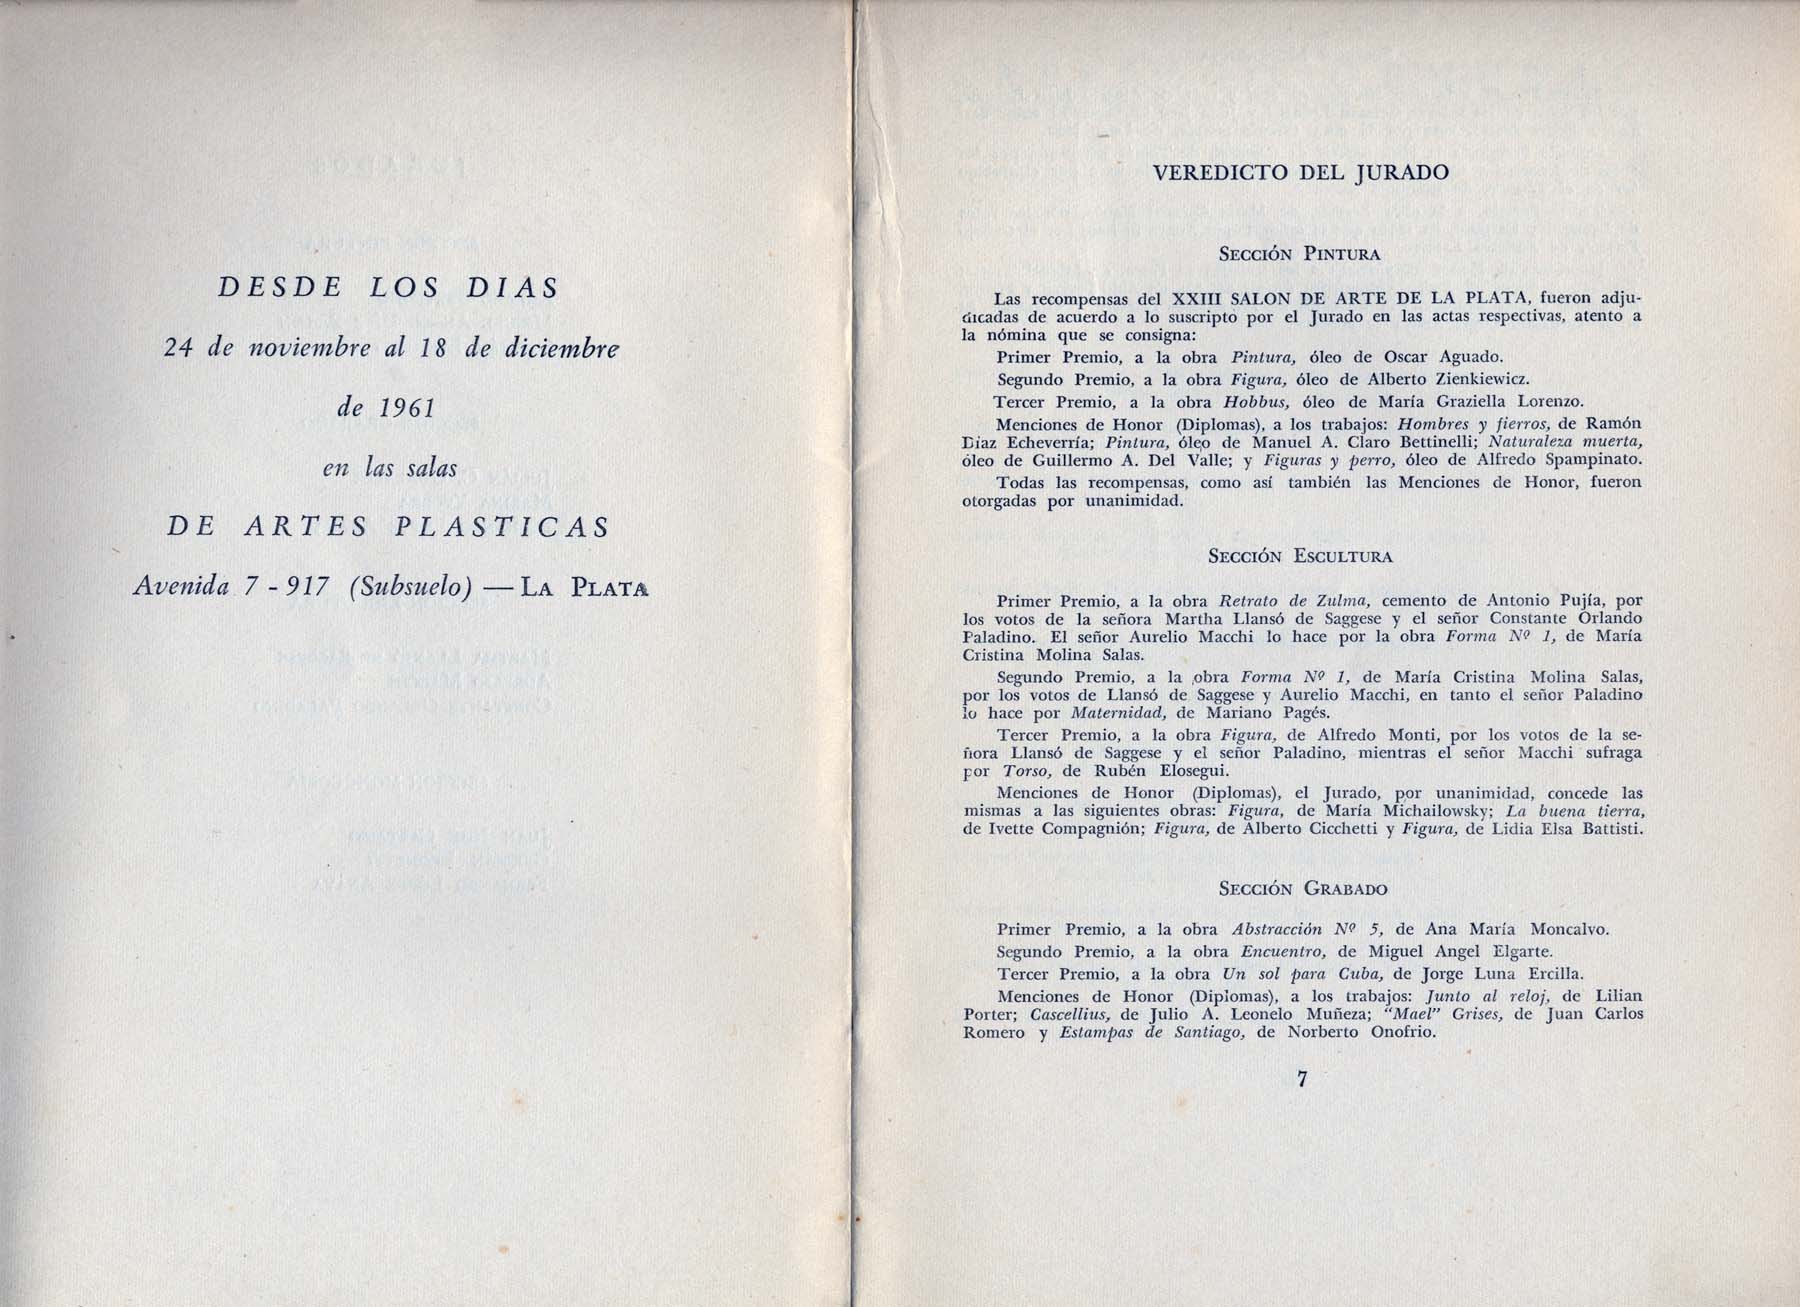 DESDE LOS DIAS
24 de noviembre al 18 de diciembre
de 1961
en las salas
DE ARTES PLASTICAS
Avenida 7 - 917 (Subsuelo) — LA PLATA
VEREDICTO DEL JURADO
SECCIÓN PINTURA
Las recompensas del XXIII SALON DE ARTE DE LA PLATA, fueron adju-
dicadas de acuerdo a lo suscripto por el Jurado en las actas respectivas, atento a
la nómina que se consigna:
Primer Premio, a la obra Pintura, óleo de Oscar Aguado.
Segundo Premio, a la obra Figura, óleo de Alberto Zienkiewicz.
Tercer Premio, a la obra Hobbus, óleo de María Graziella Lorenzo.
Menciones de Honor (Diplomas), a los trabajos: Hombres y fierros, de Ramón
Díaz Echeverría; Pintura, óleo de Manuel A. Claro Bettinelli; Naturaleza muerta,
óleo de Guillermo A. Del Valle; y Figuras y perro, óleo de Alfredo Spampinato.
Todas las recompensas, como así también las Menciones de Honor, fueron
otorgadas por unanimidad.
SECCIÓN ESCULTURA
Primer Premio, a la obra Retrato de Zulma, cemento de Antonio Pujía, por
los votos de la señora Martha Llansó de Saggese y el señor Constante Orlando
Paladino. El señor Aurelio Macchi lo hace por la obra Forma Nº 1, de María
Cristina Molina Salas.
Segundo Premio, a la obra Forma Nº 1, de María Cristina Molina Salas,
por los votos de Llansó de Saggese y Aurelio Macchi, en tanto el señor Paladino
lo hace por Maternidad, de Mariano Pagés.
Tercer Premio, a la obra Figura, de Alfredo Monti, por los votos de la se-
ñora Llansó de Saggese y el señor Paladino, mientras el señor Macchi sufraga
por Torso, de Rubén Elosegui.
Menciones de Honor (Diplomas), el Jurado, por unanimidad, concede las
mismas a las siguientes obras: Figura, de María Michailowsky; La buena tierra,
de Ivette Compagnión; Figura, de Alberto Cicchetti y Figura, de Lidia Elsa Battisti.
SECCIÓN GRABADO
Primer Premio, a la obra Abstracción Nº 5, de Ana María Moncalvo.
Segundo Premio, a la obra Encuentro, de Miguel Angel Elgarte.
Tercer Premio, a la obra Un sol para Cuba, de Jorge Luna Ercilla.
Menciones de Honor (Diplomas), a los trabajos: Junto al reloj, de Lilian
Porter; Cascellius, de Julio A. Leonelo Muñeza; "Mael" Grises, de Juan Carlos
Romero y Estampas de Santiago, de Norberto Onofrio.
7